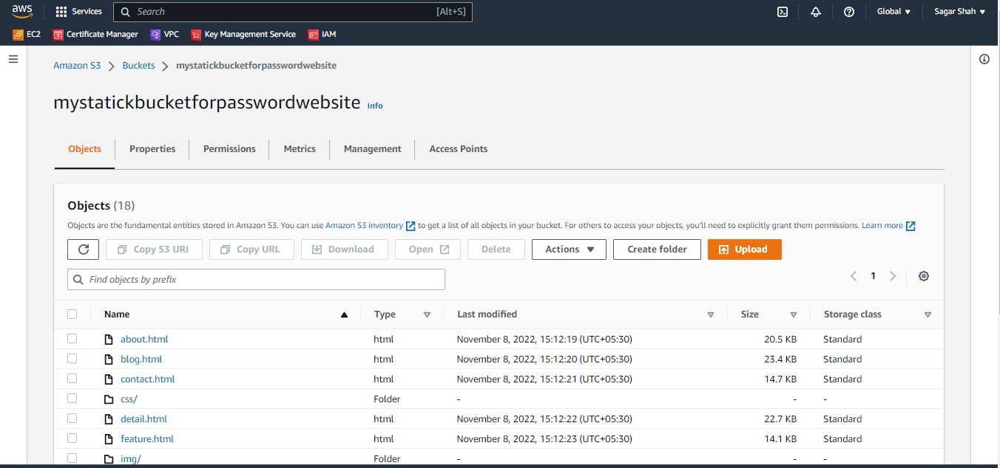 aws Services Search [Alt+S] Global Sagar Shah
EC2 Certificate Manager VPC Key Management Service IAM
Amazon S3 Buckets mystatickbucketforpasswordwebsite
mystatickbucketforpasswordwebsite Info
Objects Properties Permissions Metrics Management Access Points
Objects (18)
Objects are the fundamental entities stored in Amazon S3. You can use Amazon S3 inventory to get a list of all objects in your bucket. For others to access your objects, you'll need to explicitly grant them permissions. Learn more
Copy S3 URI Copy URL Download Open Delete Actions Create folder Upload
Find objects by prefix 1
Name Type Last modified Size Storage class
about.html html November 8, 2022, 15:12:19 (UTC+05:30) 20.5 KB Standard
blog.html html November 8, 2022, 15:12:20 (UTC+05:30) 23.4 KB Standard
contact.html html November 8, 2022, 15:12:21 (UTC+05:30) 14.7 KB Standard
css/ Folder - - -
detail.html html November 8, 2022, 15:12:22 (UTC+05:30) 22.7 KB Standard
feature.html html November 8, 2022, 15:12:23 (UTC+05:30) 14.1 KB Standard
img/ Folder - - -